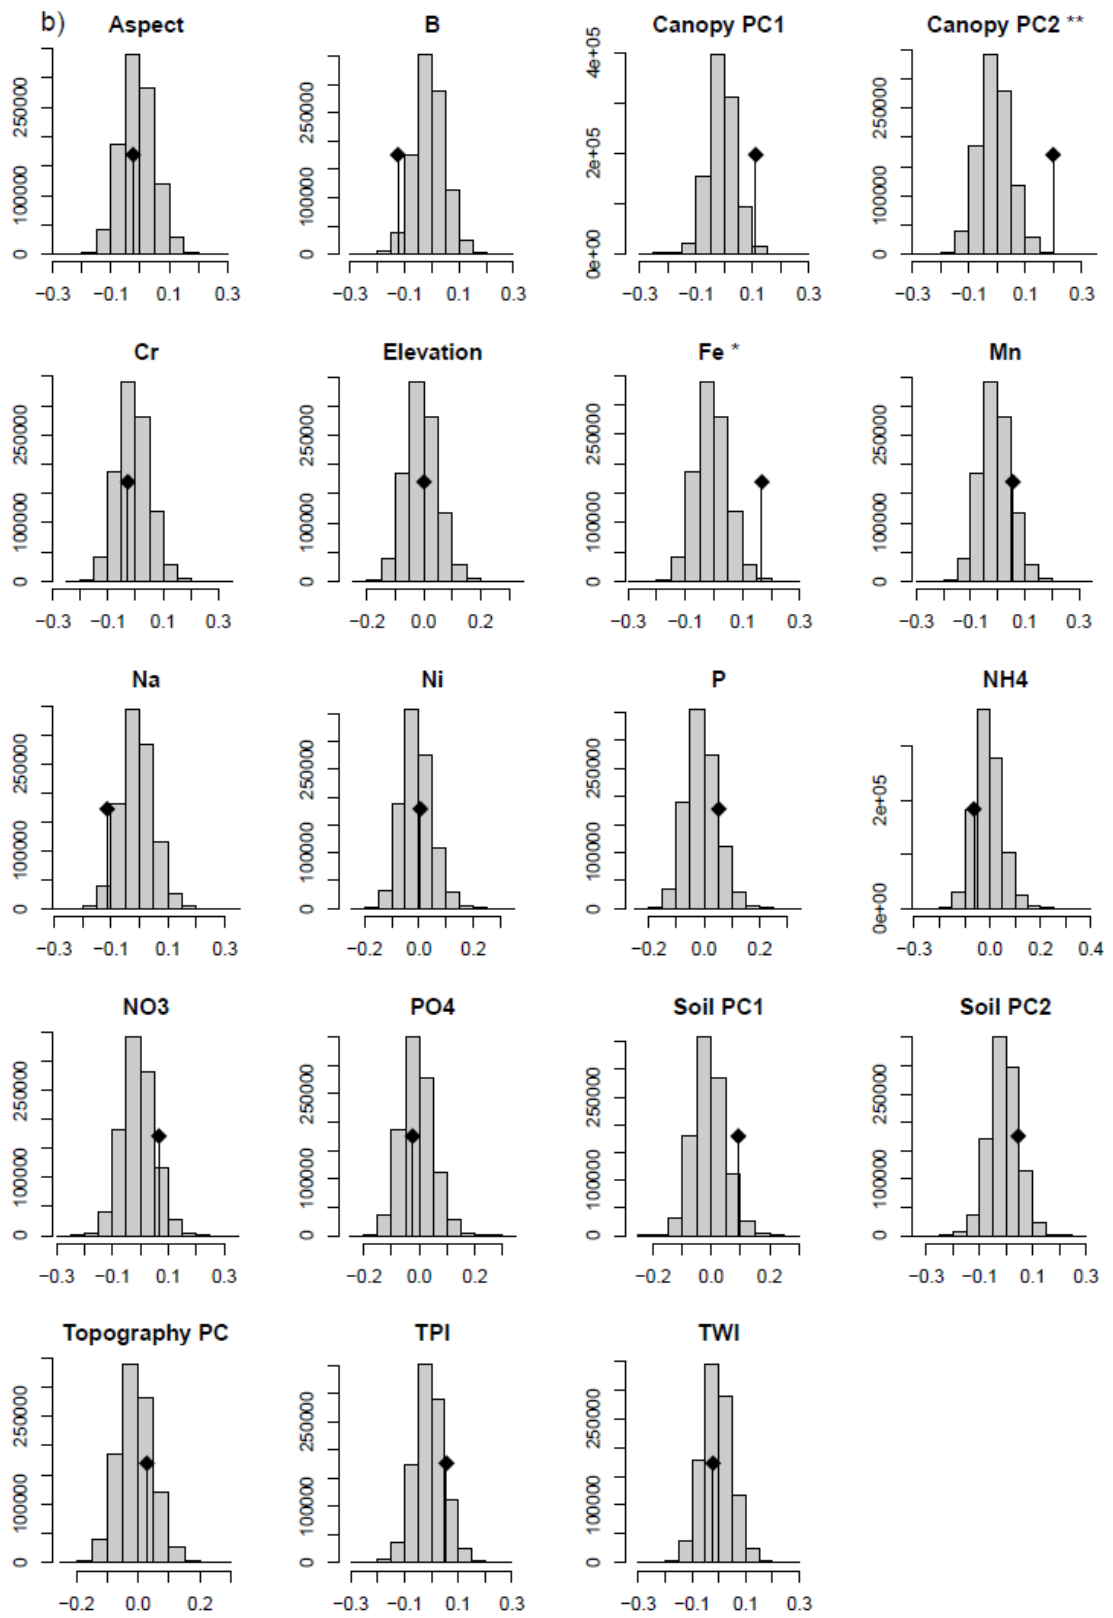 b)
Aspect B Canopy PC1 Canopy PC2 **
0 100000 250000 0 100000 250000 0e+00 2e+05 4e+05 0 100000 250000
−0.3 −0.1 0.1 0.3 −0.3 −0.1 0.1 0.3 −0.3 −0.1 0.1 0.3 −0.3 −0.1 0.1 0.3
Cr Elevation Fe * Mn
0 100000 250000 0 100000 250000 0 100000 250000 0 100000 250000
−0.3 −0.1 0.1 0.3 −0.2 0.0 0.2 −0.3 −0.1 0.1 0.3 −0.3 −0.1 0.1 0.3
Na Ni P NH4
0 100000 250000 0 100000 250000 0 100000 250000 0e+00 2e+05
−0.3 −0.1 0.1 0.3 −0.2 0.0 0.2 −0.2 0.0 0.2 −0.3 0.0 0.2 0.4
NO3 PO4 Soil PC1 Soil PC2
0 100000 250000 0 100000 250000 0 100000 250000 0 100000 250000
−0.3 −0.1 0.1 0.3 −0.2 0.0 0.2 −0.2 0.0 0.2 −0.3 −0.1 0.1 0.3
Topography PC TPI TWI
0 100000 250000 0 100000 250000 0 100000 250000
−0.2 0.0 0.2 −0.3 −0.1 0.1 0.3 −0.3 −0.1 0.1 0.3